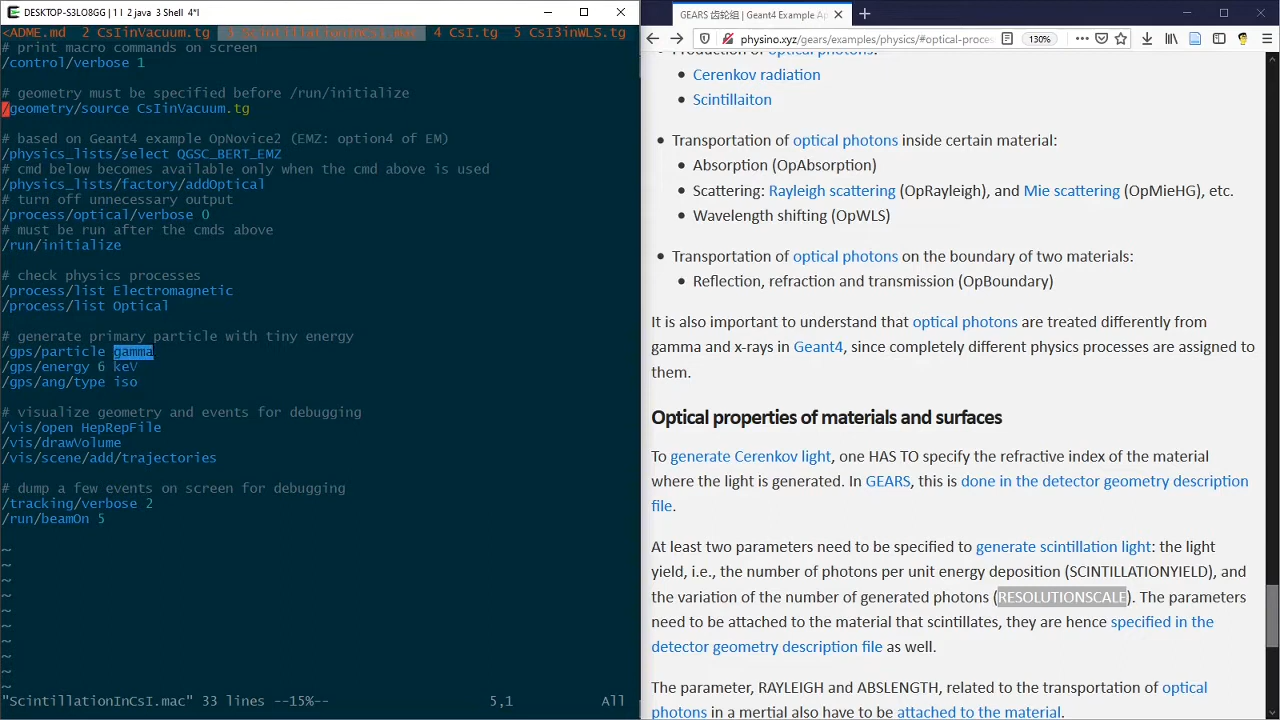 DESKTOP-S3LO8GG | 1 l 2 java 3 Shell 4*l
<ADME.md 2 CsIinVacuum.tg 3 ScintillationInCsI.mac 4 CsI.tg 5 CsI3inWLS.tg
# print macro commands on screen
/control/verbose 1
# geometry must be specified before /run/initialize
/geometry/source CsIinVacuum.tg
# based on Geant4 example OpNovice2 (EMZ: option4 of EM)
/physics_lists/select QGSC_BERT_EMZ
# cmd below becomes available only when the cmd above is used
/physics_lists/factory/addOptical
# turn off unnecessary output
/process/optical/verbose 0
# must be run after the cmds above
/run/initialize
# check physics processes
/process/list Electromagnetic
/process/list Optical
# generate primary particle with tiny energy
/gps/particle gamma
/gps/energy 6 keV
/gps/ang/type iso
# visualize geometry and events for debugging
/vis/open HepRepFile
/vis/drawVolume
/vis/scene/add/trajectories
# dump a few events on screen for debugging
/tracking/verbose 2
/run/beamOn 5
~
~
~
~
~
~
~
~
~
~
"ScintillationInCsI.mac" 33 lines --15%-- 5,1 All
GEARS 齿轮组 | Geant4 Example Ap
physino.xyz/gears/examples/physics/#optical-proces 130%
Production of optical photons:
Cerenkov radiation
Scintillaiton
Transportation of optical photons inside certain material:
Absorption (OpAbsorption)
Scattering: Rayleigh scattering (OpRayleigh), and Mie scattering (OpMieHG), etc.
Wavelength shifting (OpWLS)
Transportation of optical photons on the boundary of two materials:
Reflection, refraction and transmission (OpBoundary)
It is also important to understand that optical photons are treated differently from
gamma and x-rays in Geant4, since completely different physics processes are assigned to
them.
Optical properties of materials and surfaces
To generate Cerenkov light, one HAS TO specify the refractive index of the material
where the light is generated. In GEARS, this is done in the detector geometry description
file.
At least two parameters need to be specified to generate scintillation light: the light
yield, i.e., the number of photons per unit energy deposition (SCINTILLATIONYIELD), and
the variation of the number of generated photons (RESOLUTIONSCALE). The parameters
need to be attached to the material that scintillates, they are hence specified in the
detector geometry description file as well.
The parameter, RAYLEIGH and ABSLENGTH, related to the transportation of optical
photons in a mertial also have to be attached to the material.